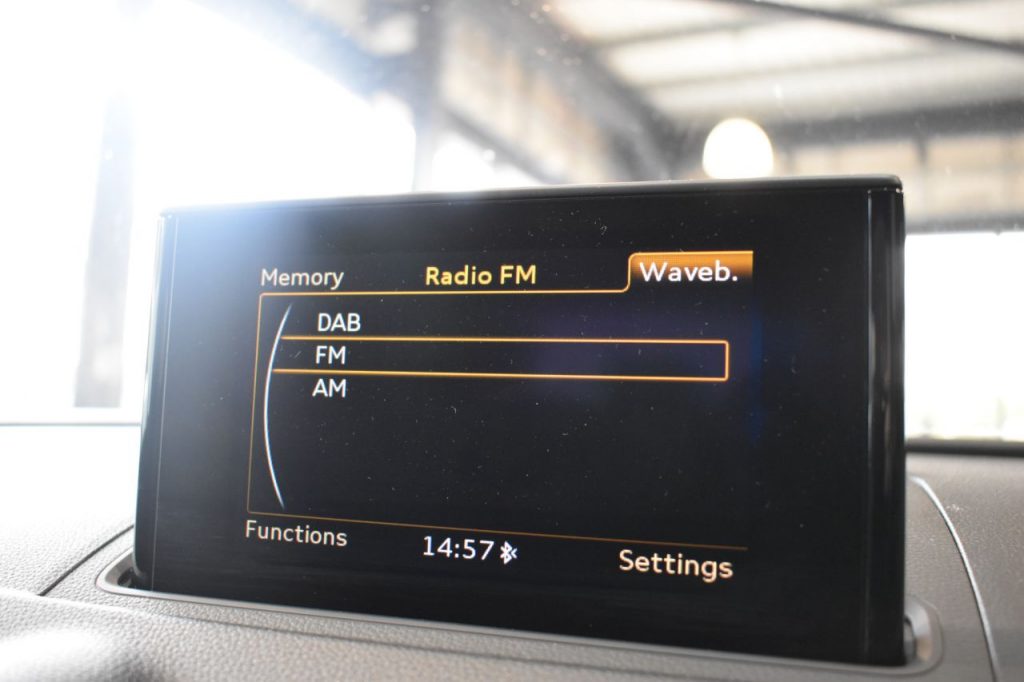 Memory Radio FM Waveb.
DAB
FM
AM
Functions 14:57 Settings